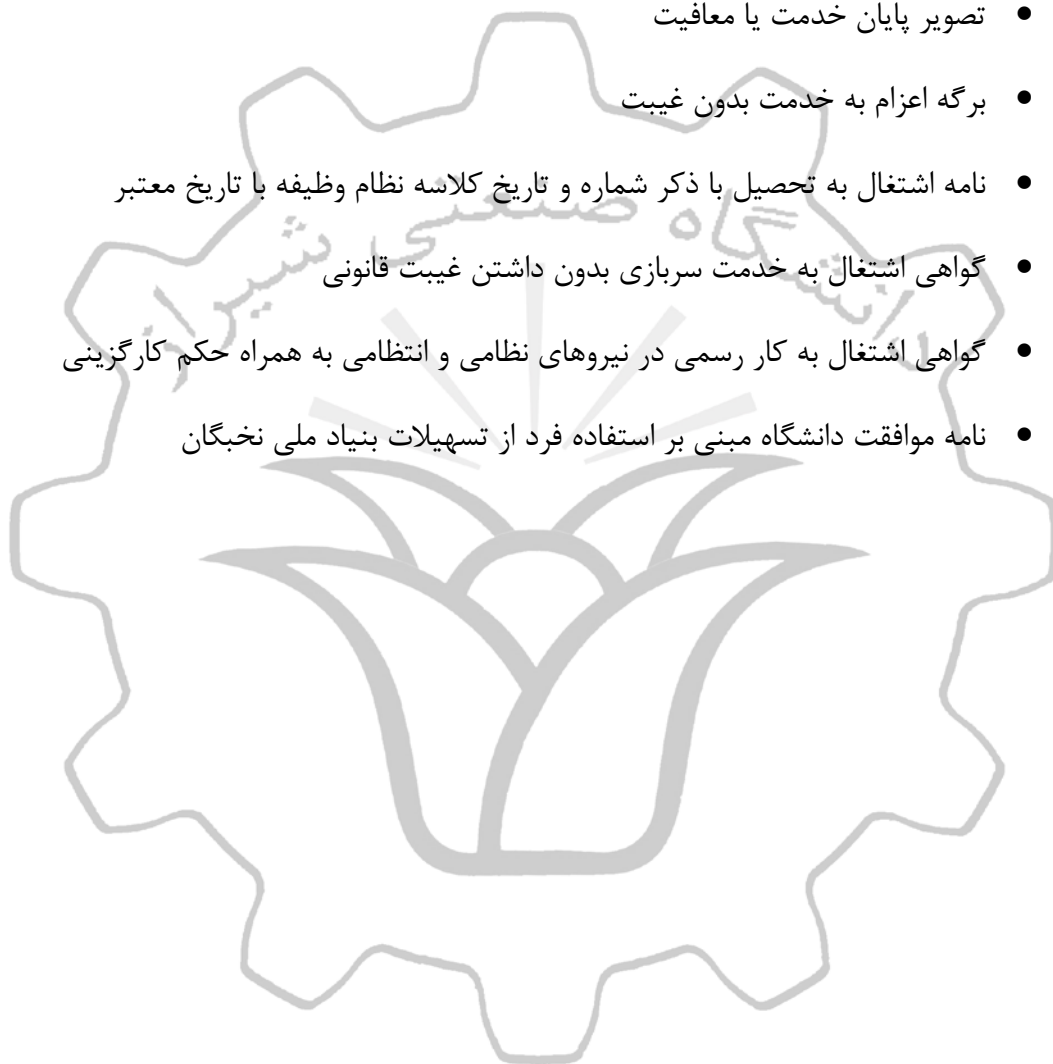 • تصویر پایان خدمت یا معافیت
• برگه اعزام به خدمت بدون غیبت
• نامه اشتغال به تحصیل با ذکر شماره و تاریخ کلاسه نظام وظیفه با تاریخ معتبر
• گواهی اشتغال به خدمت سربازی بدون داشتن غیبت قانونی
• گواهی اشتغال به کار رسمی در نیروهای نظامی و انتظامی به همراه حکم کارگزینی
• نامه موافقت دانشگاه مبنی بر استفاده فرد از تسهیلات بنیاد ملی نخبگان
دانشگاه صنعتی شیراز